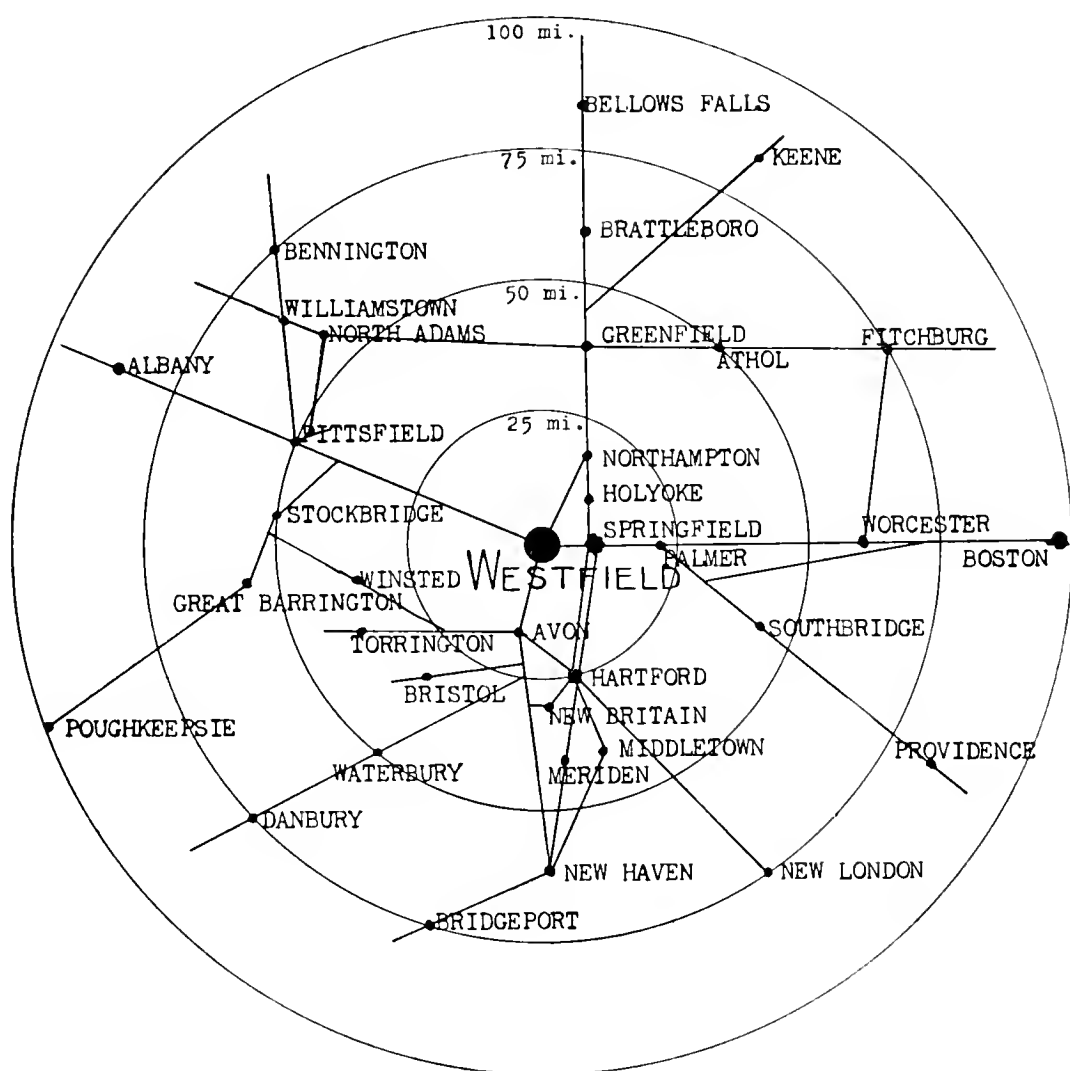 100 mi.
BELLOWS FALLS
75 mi.
KEENE
BRATTLEBORO
BENNINGTON
50 mi.
WILLIAMSTOWN
NORTH ADAMS
GREENFIELD
FITCHBURG
ATHOL
ALBANY
25 mi.
PITTSFIELD
NORTHAMPTON
HOLYOKE
STOCKBRIDGE
SPRINGFIELD
WORCESTER
PALMER
BOSTON
WESTFIELD
WINSTED
GREAT BARRINGTON
TORRINGTON
AVON
SOUTHBRIDGE
HARTFORD
BRISTOL
NEW BRITAIN
POUGHKEEPSIE
MIDDLETOWN
PROVIDENCE
WATERBURY
MERIDEN
DANBURY
NEW HAVEN
NEW LONDON
BRIDGEPORT